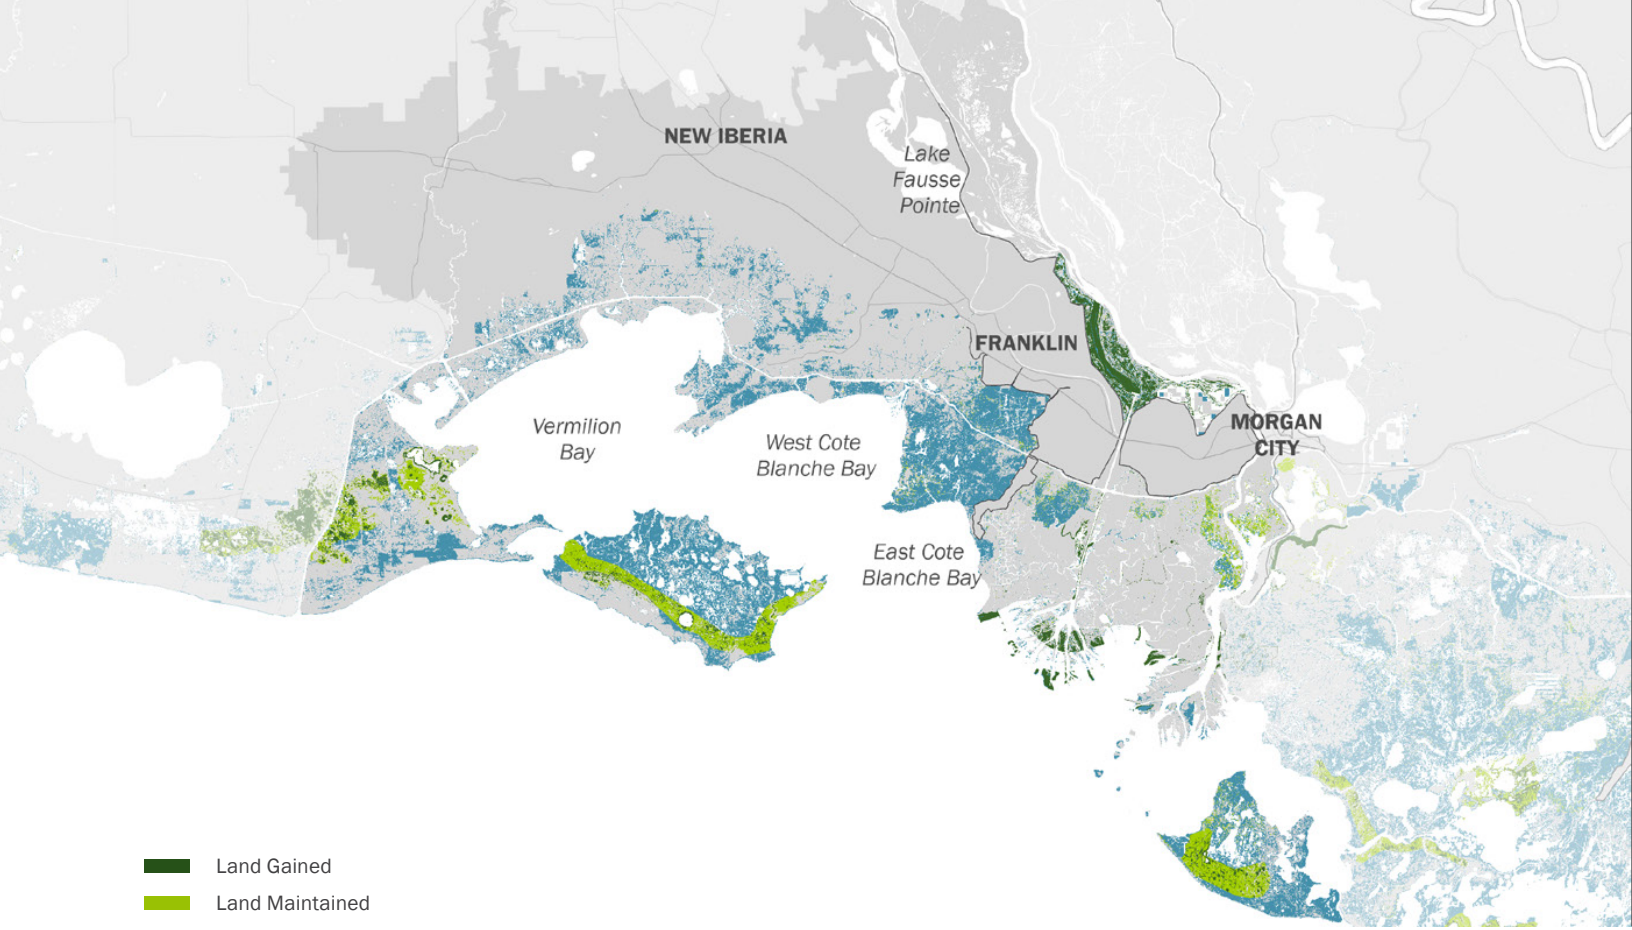 NEW IBERIA
Lake
Fausse
Pointe
FRANKLIN
MORGAN
CITY
Vermilion
Bay
West Cote
Blanche Bay
East Cote
Blanche Bay
Land Gained
Land Maintained